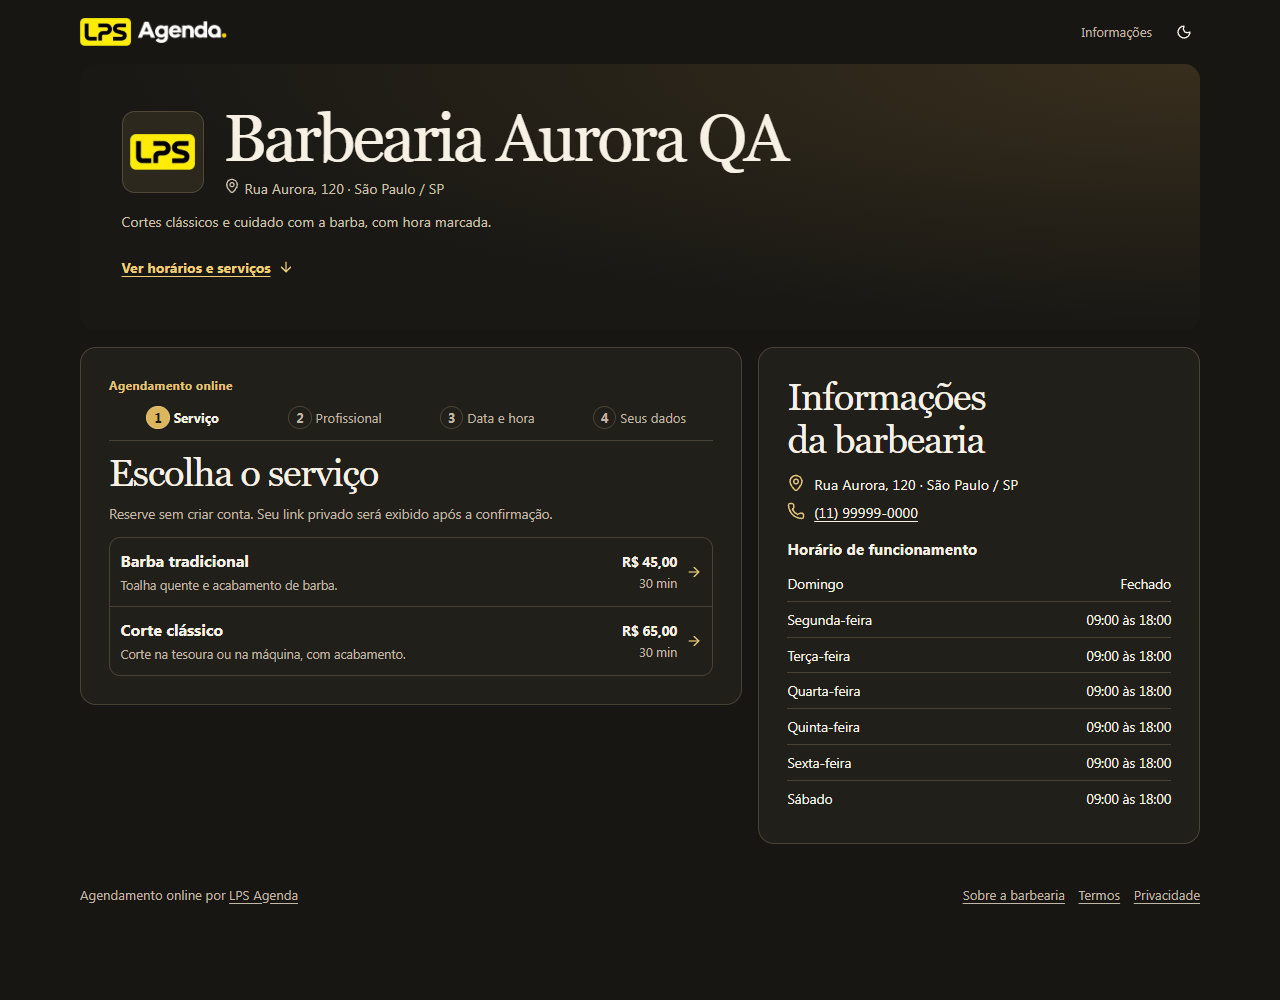 LPS Agenda.
Informações
LPS
Barbearia Aurora QA
Rua Aurora, 120 · São Paulo / SP
Cortes clássicos e cuidado com a barba, com hora marcada.
Ver horários e serviços
Agendamento online
1 Serviço
2 Profissional
3 Data e hora
4 Seus dados
Escolha o serviço
Reserve sem criar conta. Seu link privado será exibido após a confirmação.
Barba tradicional
R$ 45,00
Toalha quente e acabamento de barba.
30 min
Corte clássico
R$ 65,00
Corte na tesoura ou na máquina, com acabamento.
30 min
Informações
da barbearia
Rua Aurora, 120 · São Paulo / SP
(11) 99999-0000
Horário de funcionamento
Domingo Fechado
Segunda-feira 09:00 às 18:00
Terça-feira 09:00 às 18:00
Quarta-feira 09:00 às 18:00
Quinta-feira 09:00 às 18:00
Sexta-feira 09:00 às 18:00
Sábado 09:00 às 18:00
Agendamento online por LPS Agenda
Sobre a barbearia Termos Privacidade